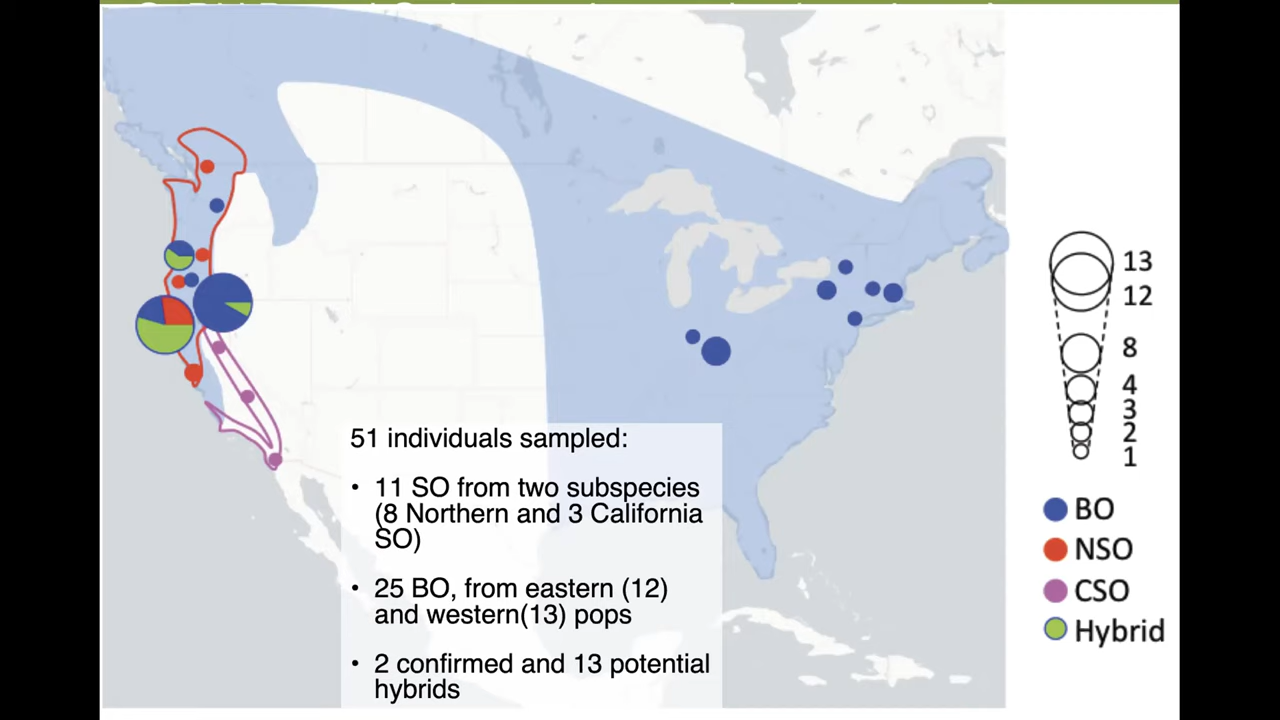 51 individuals sampled:
• 11 SO from two subspecies
(8 Northern and 3 California
SO)
• 25 BO, from eastern (12)
and western(13) pops
• 2 confirmed and 13 potential
hybrids
13
12
8
4
3
2
1
BO
NSO
CSO
Hybrid